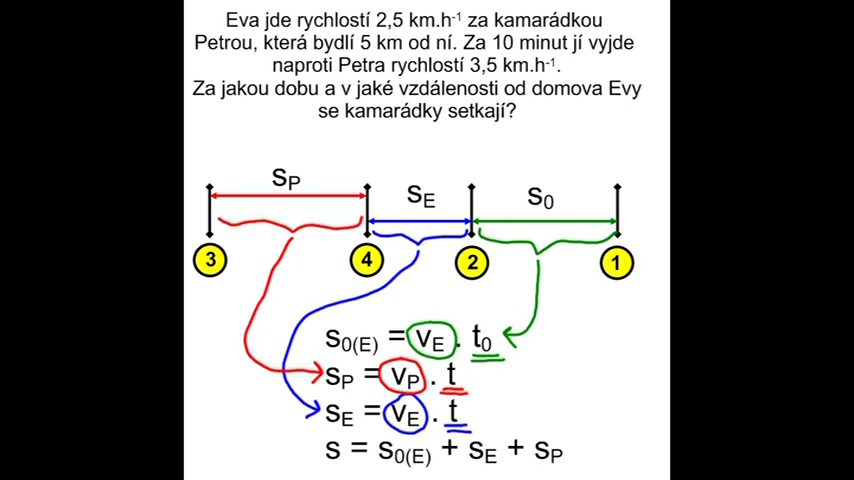 Eva jde rychlostí 2,5 km.h⁻¹ za kamarádkou
Petrou, která bydlí 5 km od ní. Za 10 minut jí vyjde
naproti Petra rychlostí 3,5 km.h⁻¹.
Za jakou dobu a v jaké vzdálenosti od domova Evy
se kamarádky setkají?
sP sE s0
3 4 2 1
s0(E) = vE . t0
sP = vP . t
sE = vE . t
s = s0(E) + sE + sP